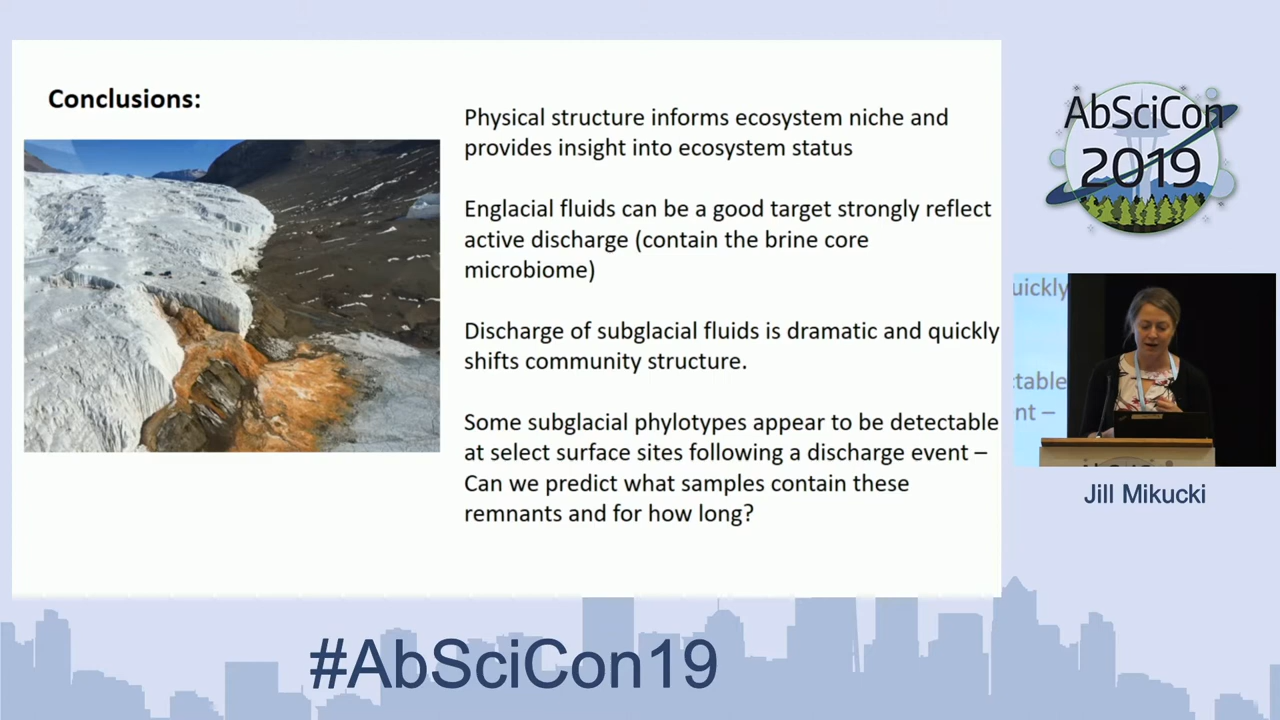 Conclusions:
Physical structure informs ecosystem niche and
provides insight into ecosystem status
Englacial fluids can be a good target strongly reflect
active discharge (contain the brine core
microbiome)
Discharge of subglacial fluids is dramatic and quickly
shifts community structure.
Some subglacial phylotypes appear to be detectable
at select surface sites following a discharge event –
Can we predict what samples contain these
remnants and for how long?
AbSciCon
2019
uickly
ctable
nt –
Jill Mikucki
#AbSciCon19